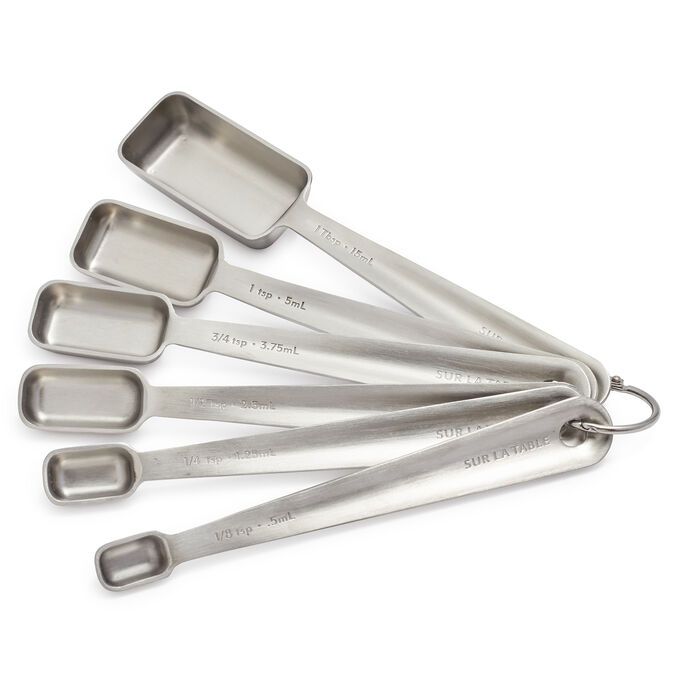 1 Tbsp • 15mL
SUR
1 tsp • 5mL
3/4 tsp • 3.75mL
SUR LA TABLE
1/2 tsp • 2.5mL
SUR LA TABLE
1/4 tsp • 1.25mL
1/8 tsp • .5mL
SUR LA TABLE